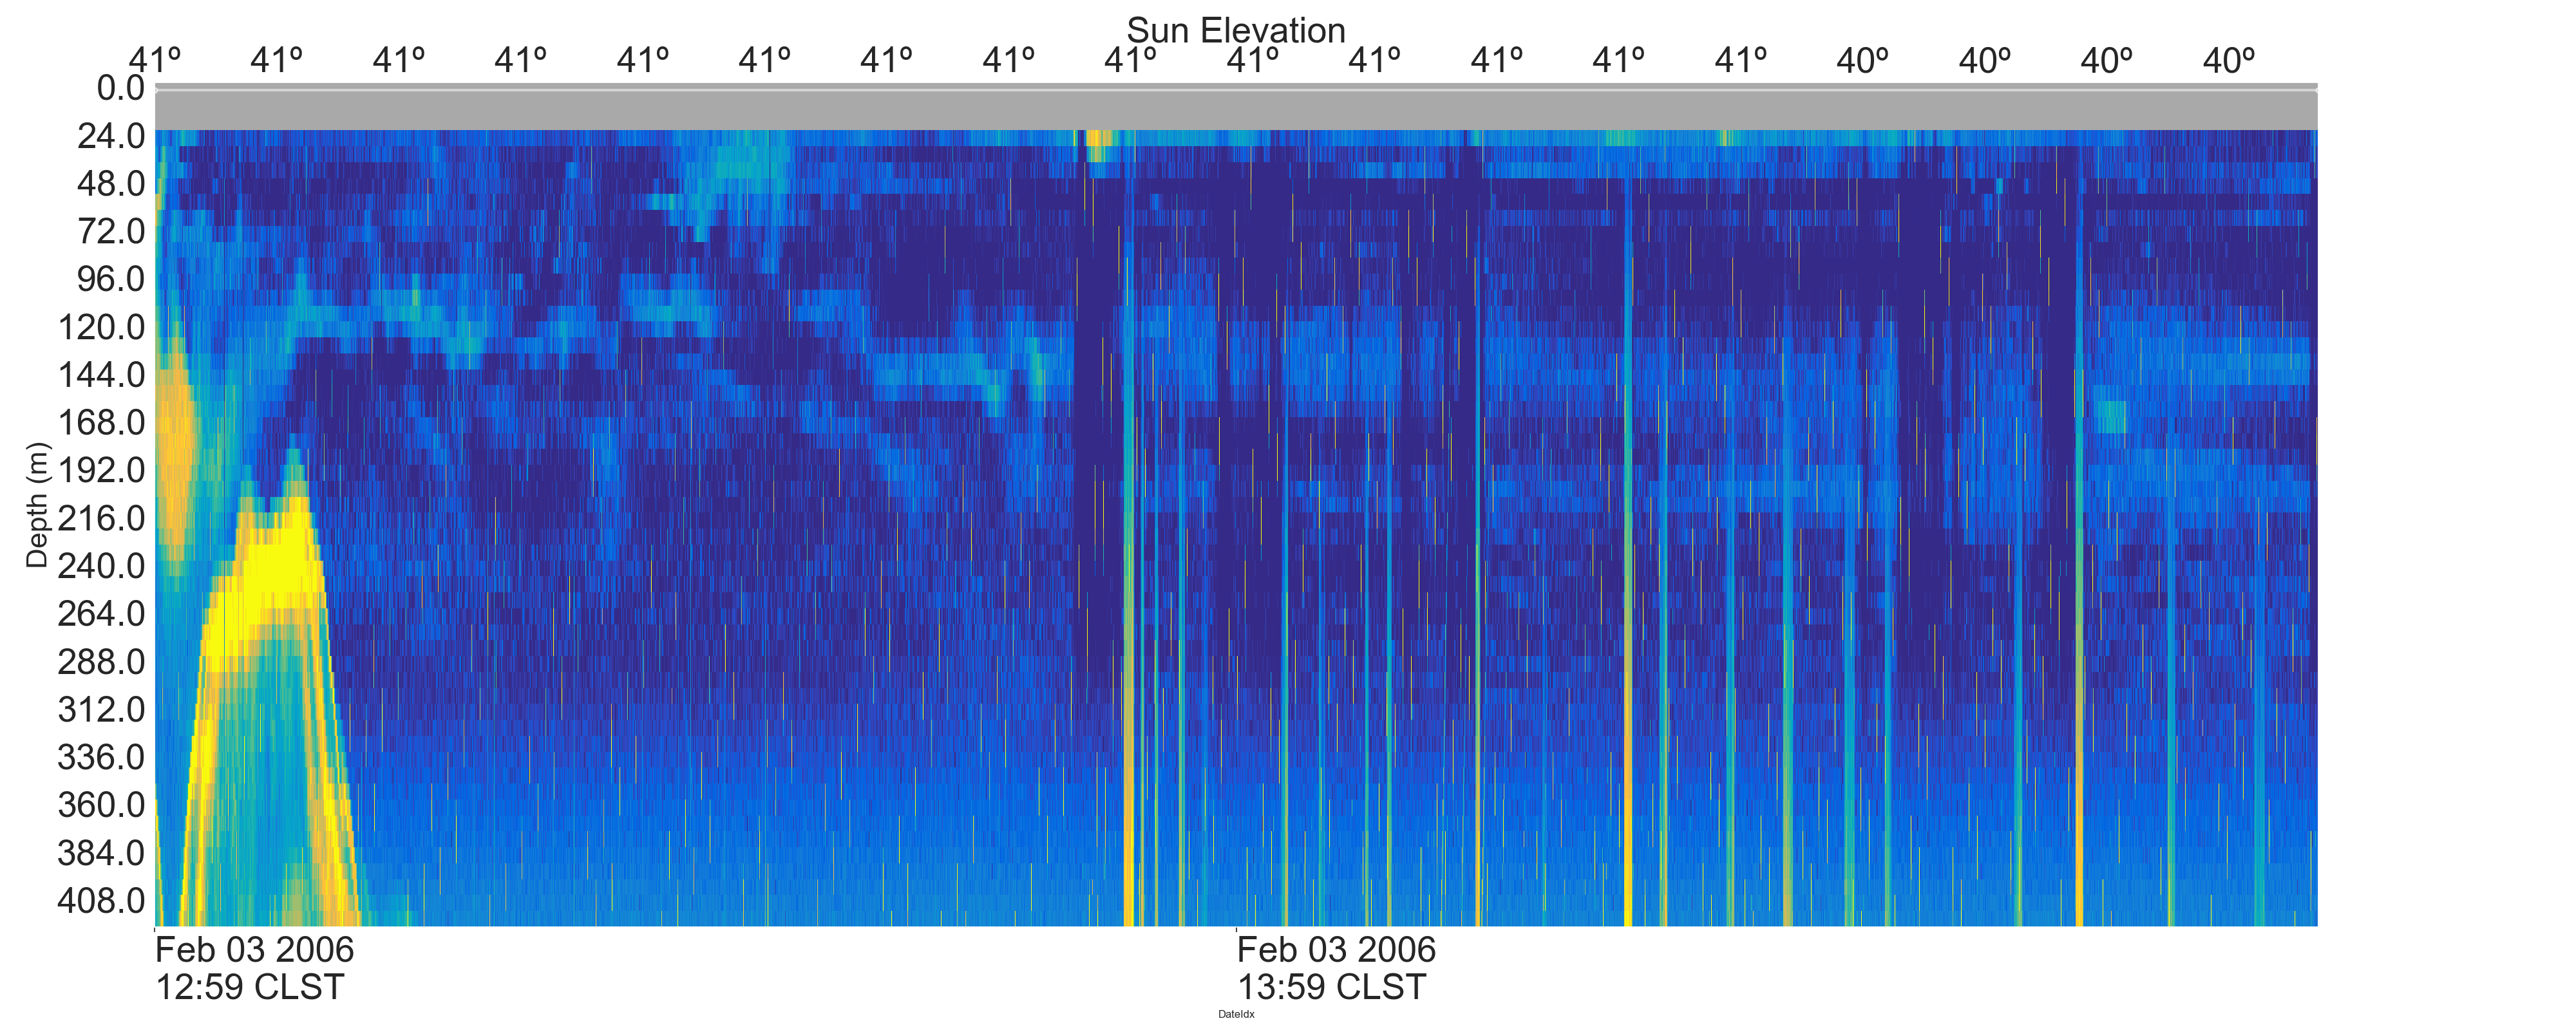 Sun Elevation
41º 41º 41º 41º 41º 41º 41º 41º 41º 41º 41º 41º 41º 41º 40º 40º 40º 40º
0.0
24.0
48.0
72.0
96.0
120.0
144.0
168.0
192.0
216.0
240.0
264.0
288.0
312.0
336.0
360.0
384.0
408.0
Depth (m)
Feb 03 2006
12:59 CLST
Feb 03 2006
13:59 CLST
DateIdx